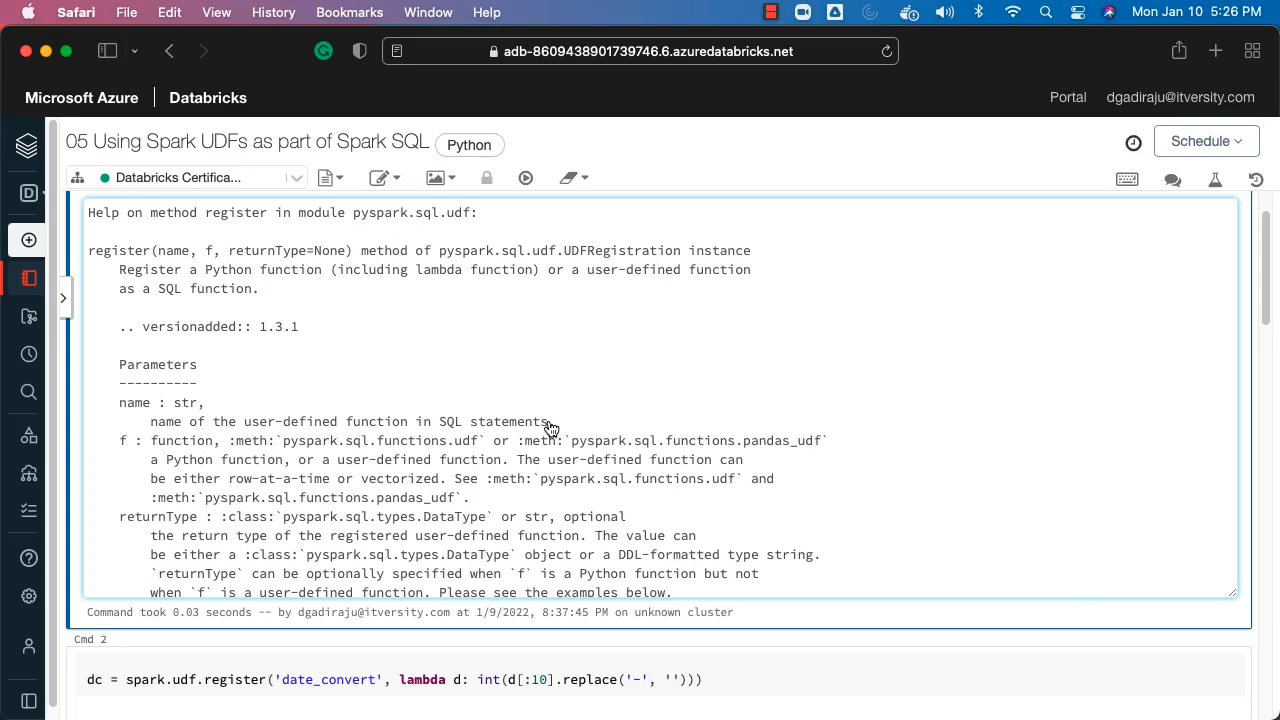 Safari File Edit View History Bookmarks Window Help Mon Jan 10 5:26 PM
adb-8609438901739746.6.azuredatabricks.net
Microsoft Azure Databricks Portal dgadiraju@itversity.com
05 Using Spark UDFs as part of Spark SQL Python Schedule
Databricks Certifica...
Help on method register in module pyspark.sql.udf:
register(name, f, returnType=None) method of pyspark.sql.udf.UDFRegistration instance
Register a Python function (including lambda function) or a user-defined function
as a SQL function.
.. versionadded:: 1.3.1
Parameters
----------
name : str,
name of the user-defined function in SQL statements.
f : function, :meth:`pyspark.sql.functions.udf` or :meth:`pyspark.sql.functions.pandas_udf`
a Python function, or a user-defined function. The user-defined function can
be either row-at-a-time or vectorized. See :meth:`pyspark.sql.functions.udf` and
:meth:`pyspark.sql.functions.pandas_udf`.
returnType : :class:`pyspark.sql.types.DataType` or str, optional
the return type of the registered user-defined function. The value can
be either a :class:`pyspark.sql.types.DataType` object or a DDL-formatted type string.
`returnType` can be optionally specified when `f` is a Python function but not
when `f` is a user-defined function. Please see the examples below.
Command took 0.03 seconds -- by dgadiraju@itversity.com at 1/9/2022, 8:37:45 PM on unknown cluster
Cmd 2
dc = spark.udf.register('date_convert', lambda d: int(d[:10].replace('-', '')))